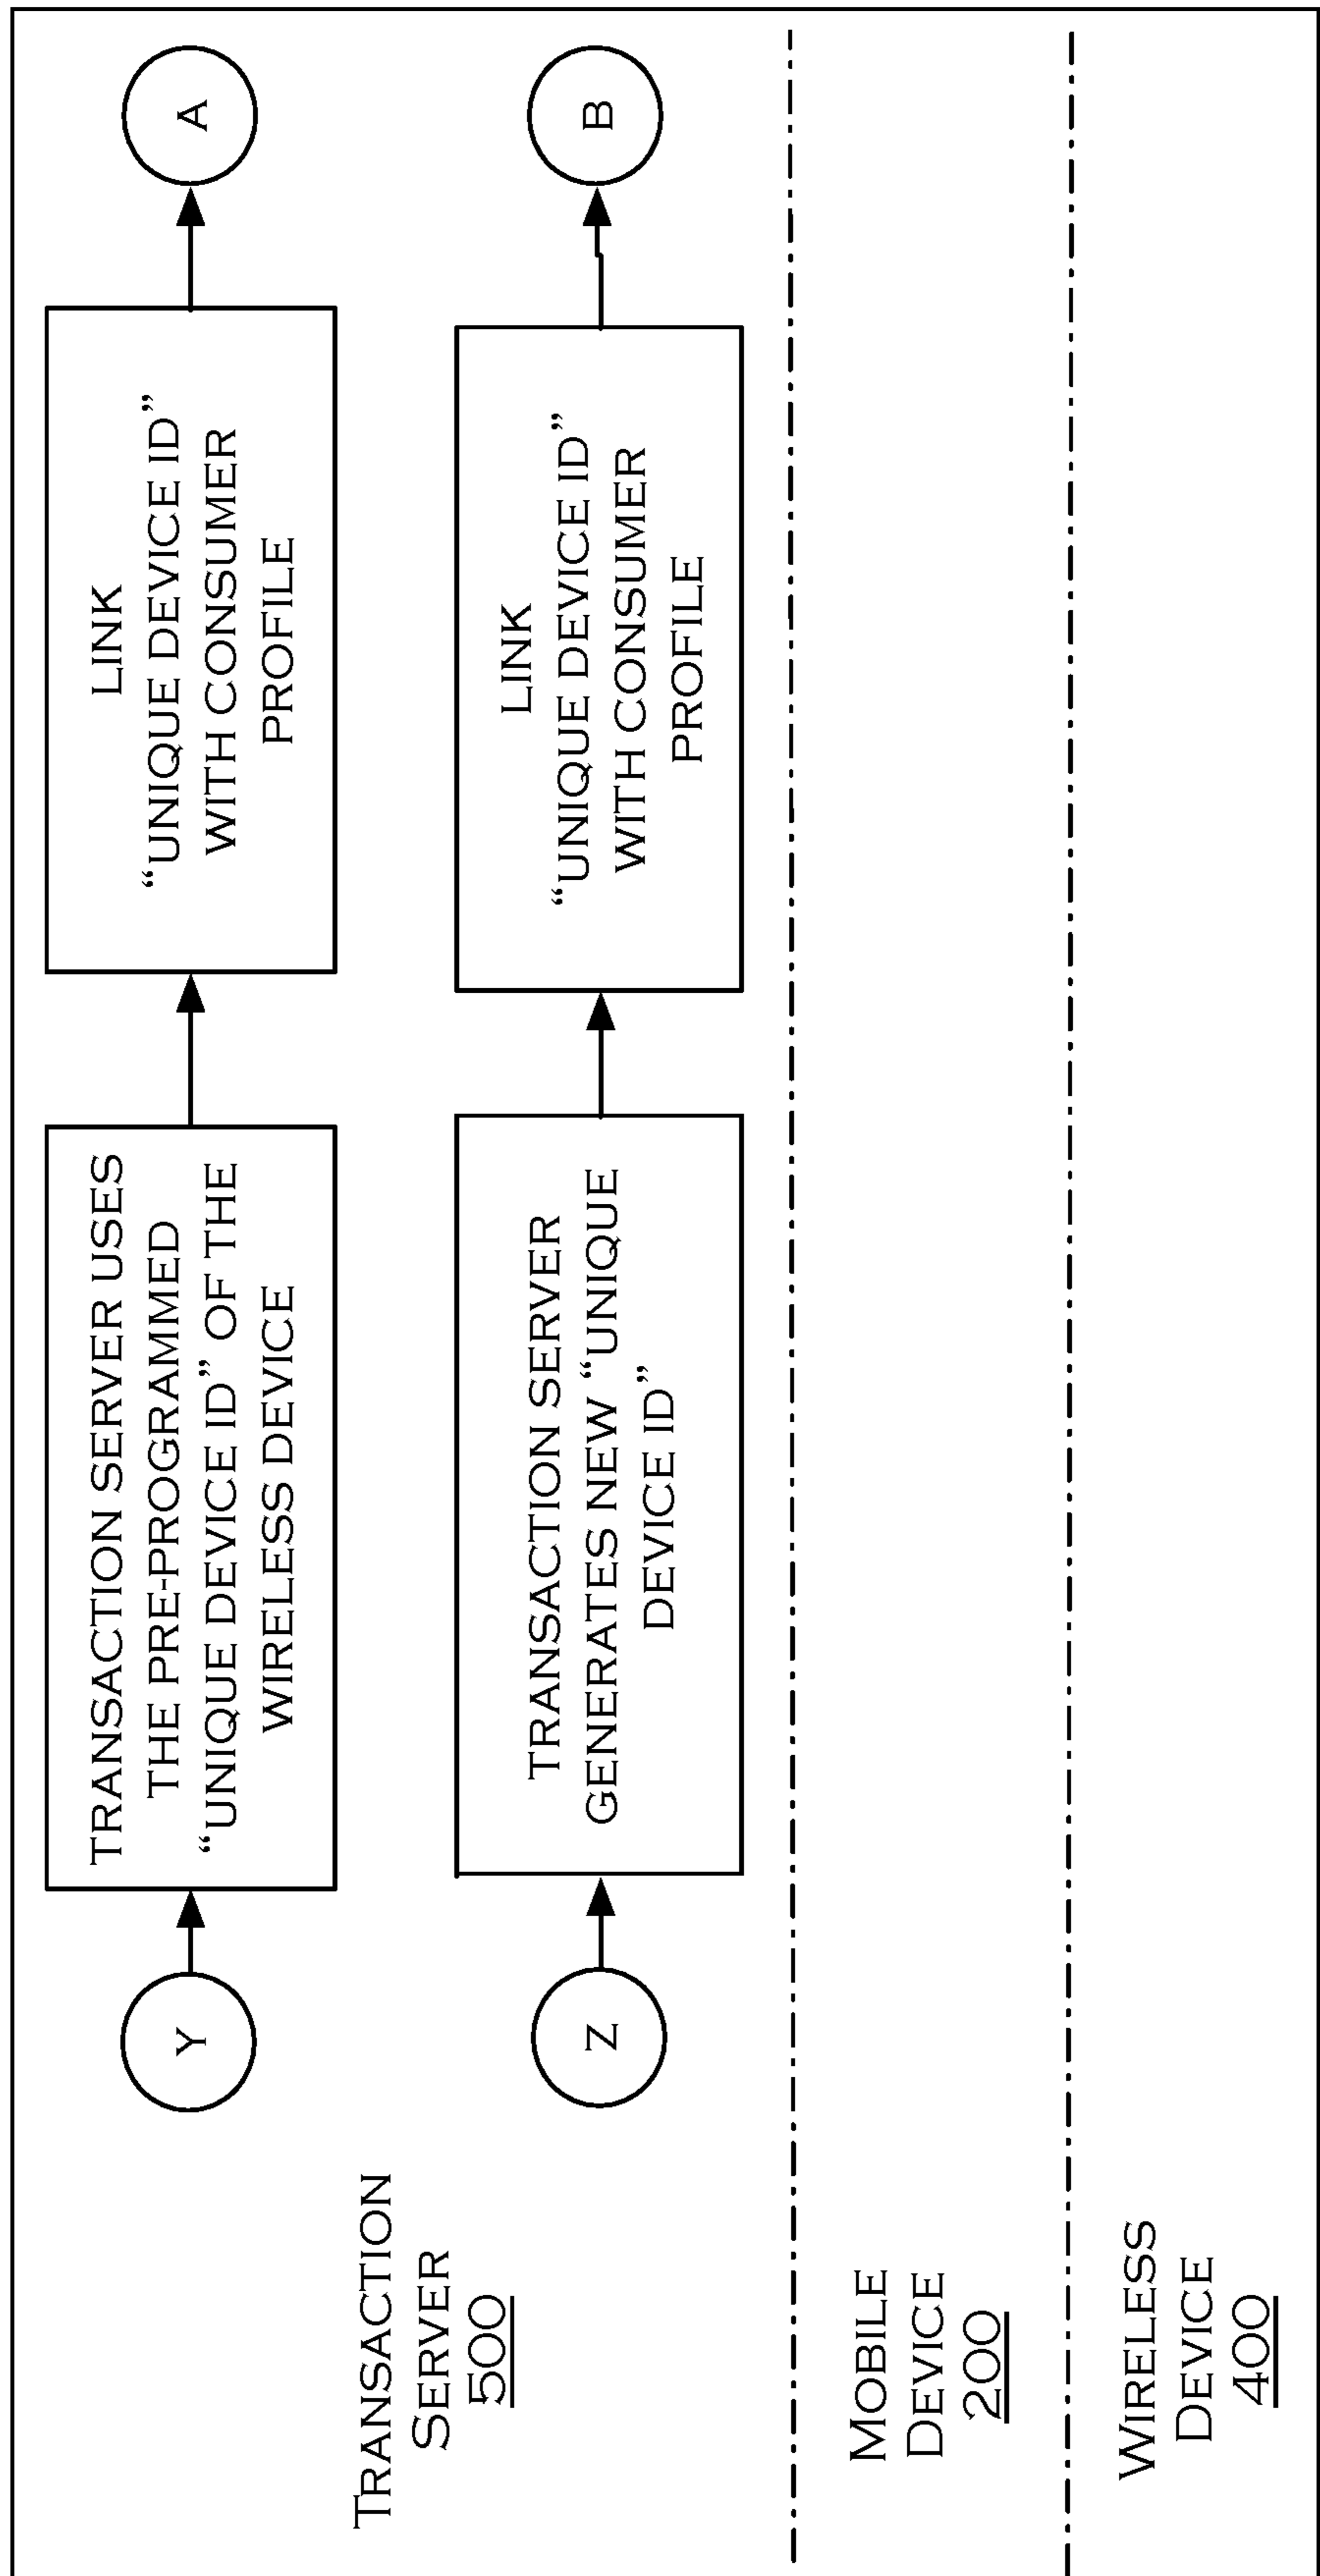 Y
TRANSACTION SERVER USES
THE PRE-PROGRAMMED
“UNIQUE DEVICE ID” OF THE
WIRELESS DEVICE
LINK
“UNIQUE DEVICE ID”
WITH CONSUMER
PROFILE
A
TRANSACTION
SERVER
500
Z
TRANSACTION SERVER
GENERATES NEW “UNIQUE
DEVICE ID”
LINK
“UNIQUE DEVICE ID”
WITH CONSUMER
PROFILE
B
MOBILE
DEVICE
200
WIRELESS
DEVICE
400